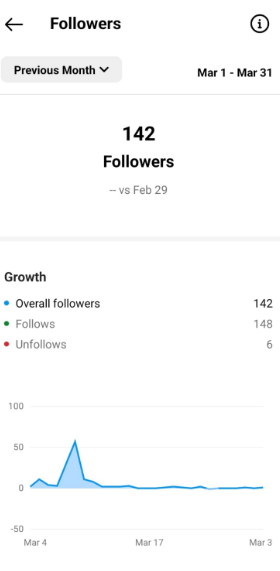 Followers
Previous Month
Mar 1 - Mar 31
142
Followers
-- vs Feb 29
Growth
Overall followers 142
Follows 148
Unfollows 6
100
50
0
-50
Mar 4 Mar 17 Mar 3